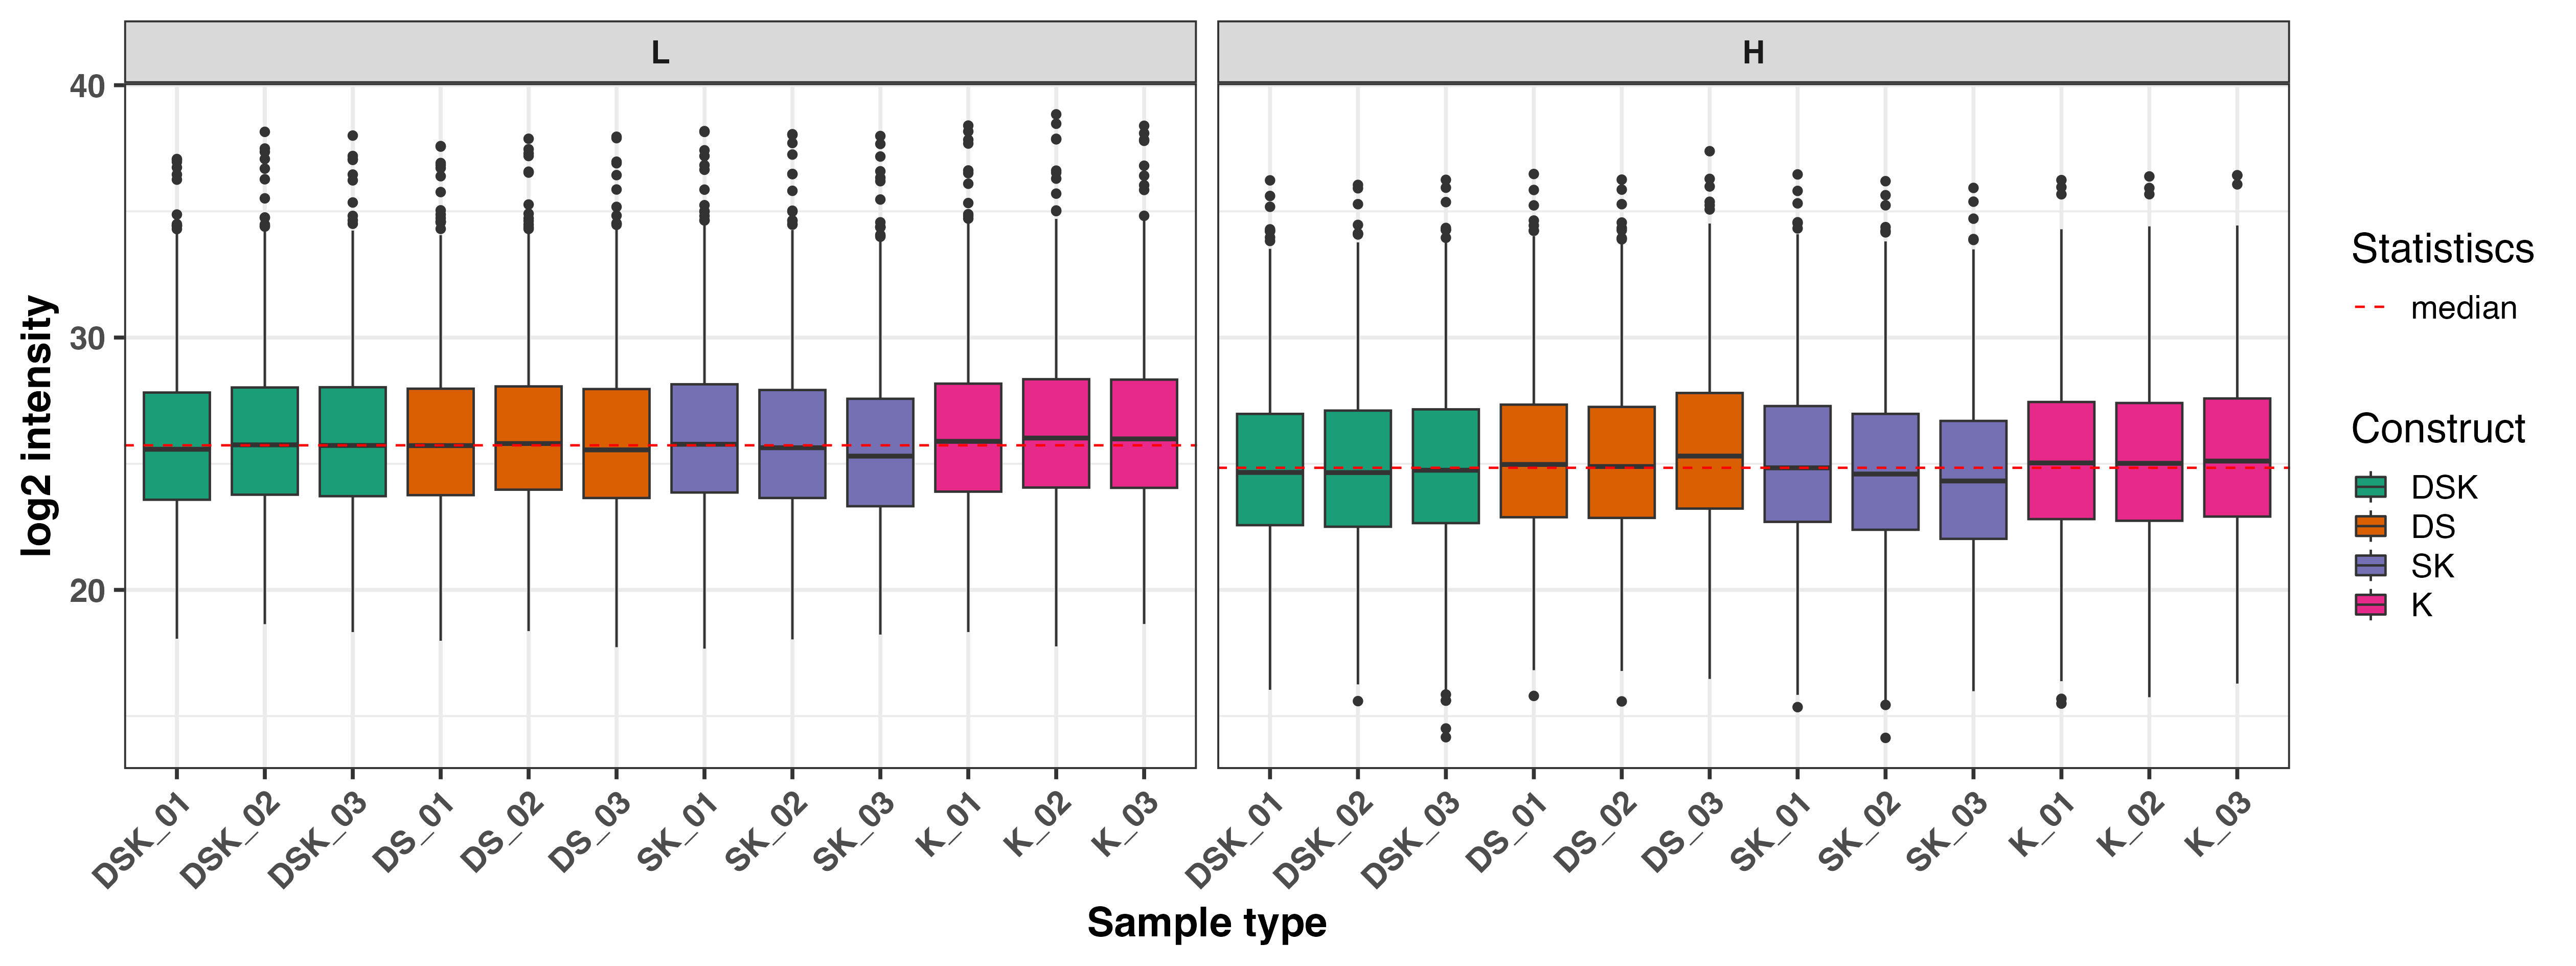 L
H
40
30
20
log2 intensity
DSK_01
DSK_02
DSK_03
DS_01
DS_02
DS_03
SK_01
SK_02
SK_03
K_01
K_02
K_03
DSK_01
DSK_02
DSK_03
DS_01
DS_02
DS_03
SK_01
SK_02
SK_03
K_01
K_02
K_03
Sample type
Statistiscs
median
Construct
DSK
DS
SK
K